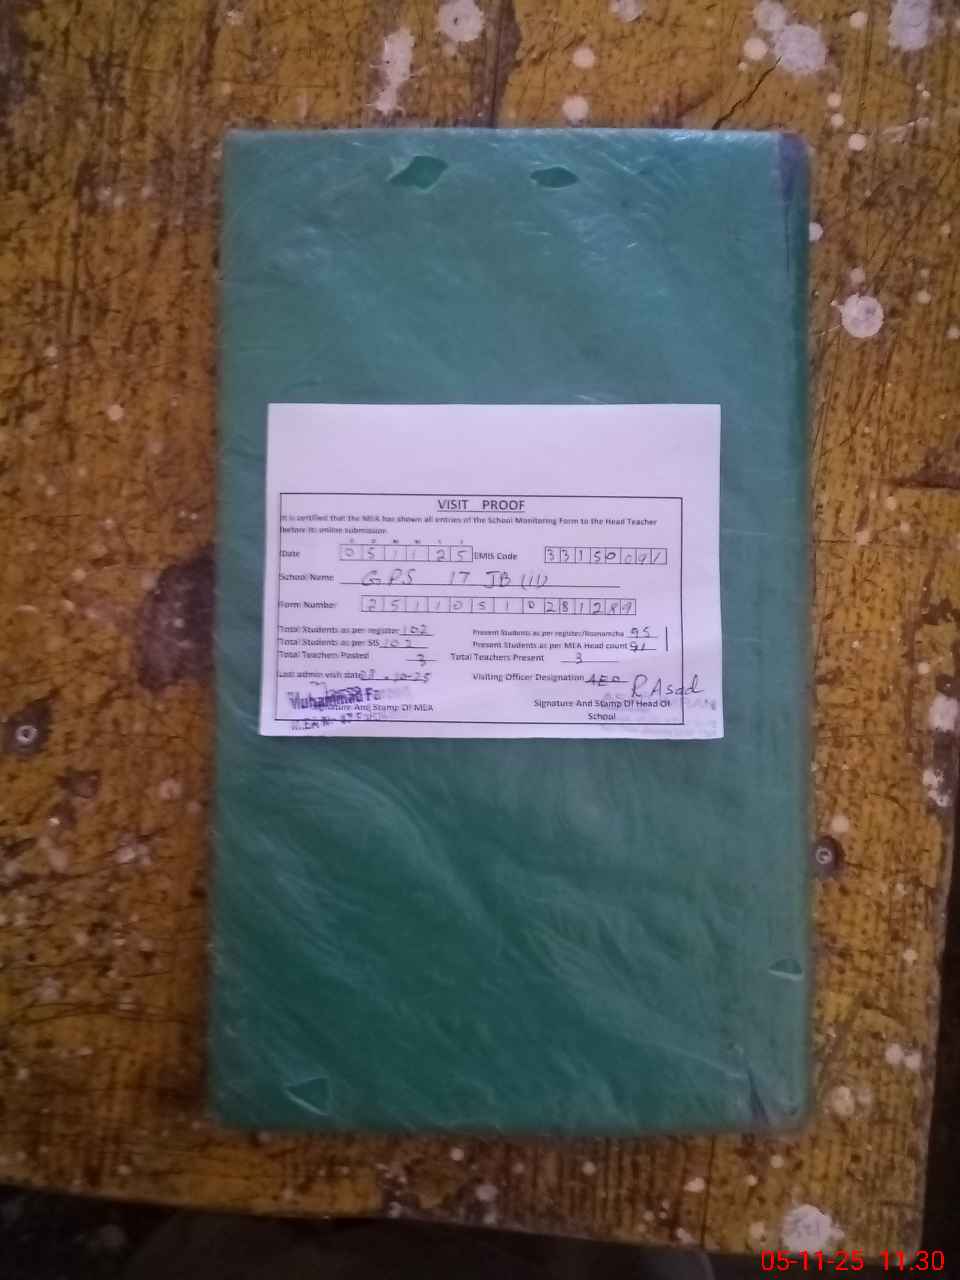 VISIT PROOF
It is certified that the MEA has shown all entries of the School Monitoring Form to the Head Teacher
before its online submission.
D D M M Y Y
Date 0 5 1 1 2 5 EMIS Code 3 3 1 5 0 0 9 1
School Name GPS 17 JB (II)
Form Number 2 5 1 1 0 5 1 0 2 8 1 2 8 9
Total Students as per register 102 Present Students as per register/Rosnamcha 95
Total Students as per SIS 102 Present Students as per MEA Head count 91
Total Teachers Posted 3 Total Teachers Present 3
Last admin visit date 10-25 Visiting Officer Designation AEO R Asad
Muhammad
Signature And Stamp Of MEA Signature And Stamp Of Head Of
School
05-11-25 11.30